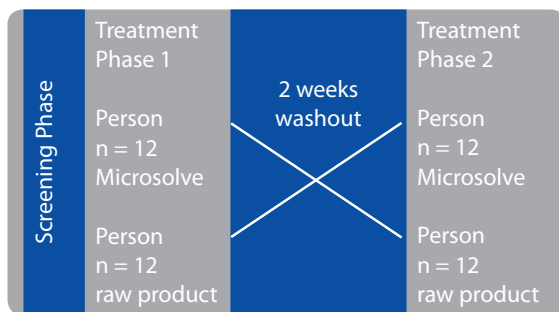 Screening Phase
Treatment
Phase 1
Person
n = 12
Microsolve
Person
n = 12
raw product
2 weeks
washout
Treatment
Phase 2
Person
n = 12
Microsolve
Person
n = 12
raw product